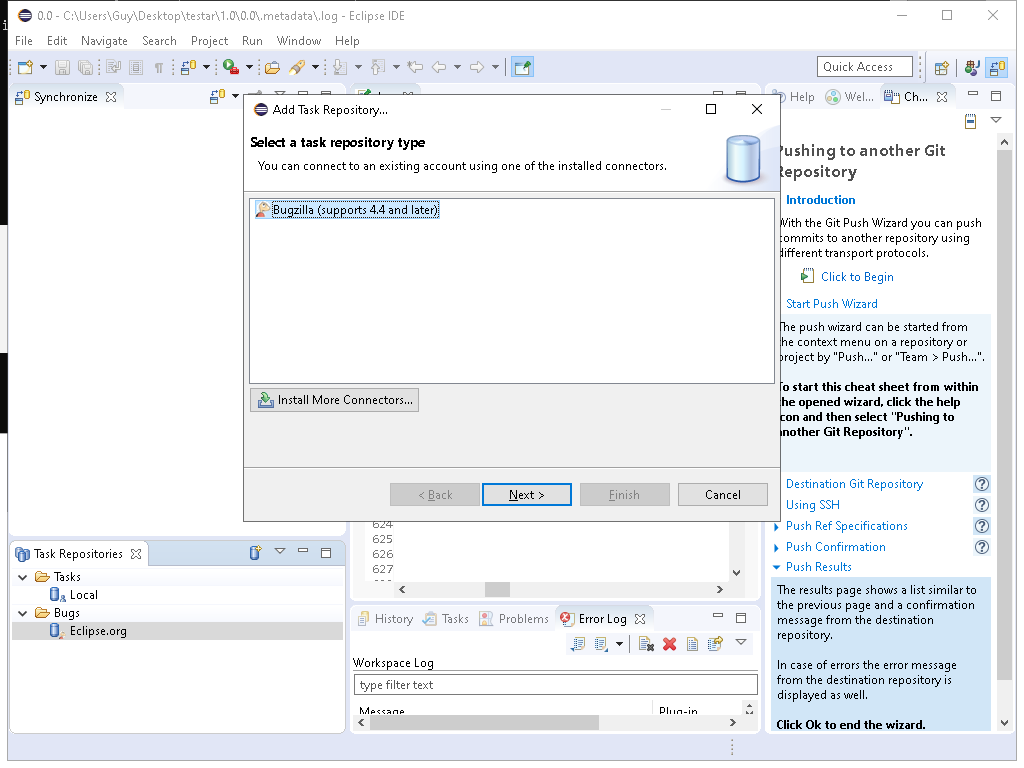 0.0 - C:\Users\Guy\Desktop\testar\1.0\0.0\.metadata\.log - Eclipse IDE
File Edit Navigate Search Project Run Window Help
Quick Access
Synchronize
Help
Wel...
Ch...
Add Task Repository...
Select a task repository type
You can connect to an existing account using one of the installed connectors.
Bugzilla (supports 4.4 and later)
Install More Connectors...
< Back
Next >
Finish
Cancel
624
625
626
627
Task Repositories
Tasks
Local
Bugs
Eclipse.org
History
Tasks
Problems
Error Log
Workspace Log
type filter text
Message
Plug-in
Pushing to another Git
Repository
Introduction
With the Git Push Wizard you can push
commits to another repository using
different transport protocols.
Click to Begin
Start Push Wizard
The push wizard can be started from
the context menu on a repository or
project by "Push..." or "Team > Push...".
To start this cheat sheet from within
the opened wizard, click the help
icon and then select "Pushing to
another Git Repository".
Destination Git Repository
Using SSH
Push Ref Specifications
Push Confirmation
Push Results
The results page shows a list similar to
the previous page and a confirmation
message from the destination
repository.
In case of errors the error message
from the destination repository is
displayed as well.
Click Ok to end the wizard.